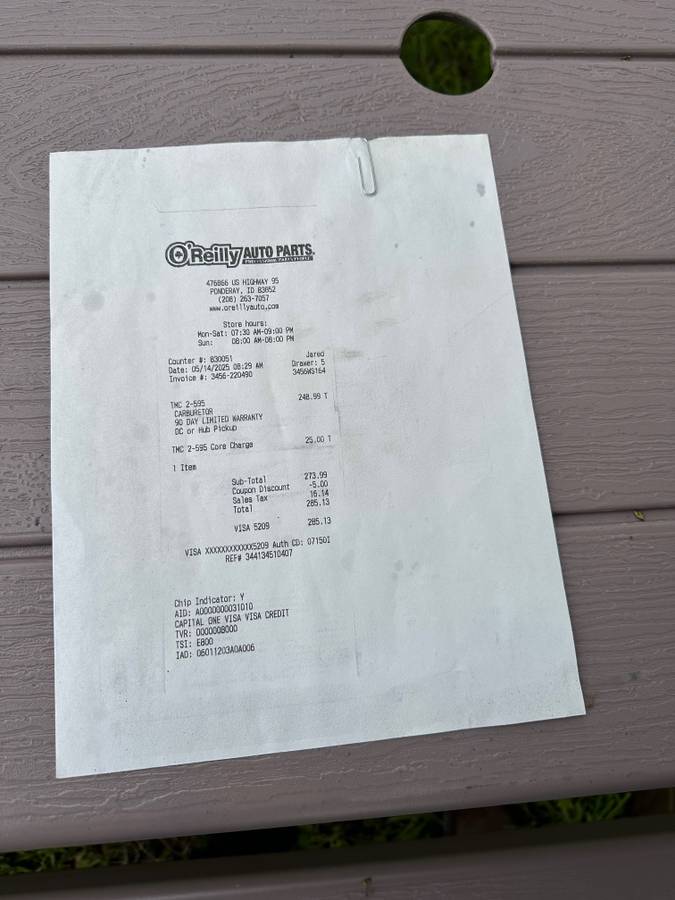 O'Reilly AUTO PARTS.
PROFESSIONAL PARTS PEOPLE
476866 US HIGHWAY 95
PONDERAY, ID 83852
(208) 263-7057
www.oreillyauto.com
Store hours:
Mon-Sat: 07:30 AM-09:00 PM
Sun: 08:00 AM-08:00 PM
Counter #: 830051 Jared
Date: 05/14/2025 08:29 AM Drawer: 5
Invoice #: 3456-220490 3456WS164
TMC 2-595 248.99 T
CARBURETOR
90 DAY LIMITED WARRANTY
DC or Hub Pickup
TMC 2-595 Core Charge 25.00 T
1 Item
Sub-Total 273.99
Coupon Discount -5.00
Sales Tax 16.14
Total 285.13
VISA 5209 285.13
VISA XXXXXXXXXXXX5209 Auth CD: 07150I
REF# 344134510407
Chip Indicator: Y
AID: A0000000031010
CAPITAL ONE VISA VISA CREDIT
TVR: 0000008000
TSI: E800
IAD: 06011203A0A006